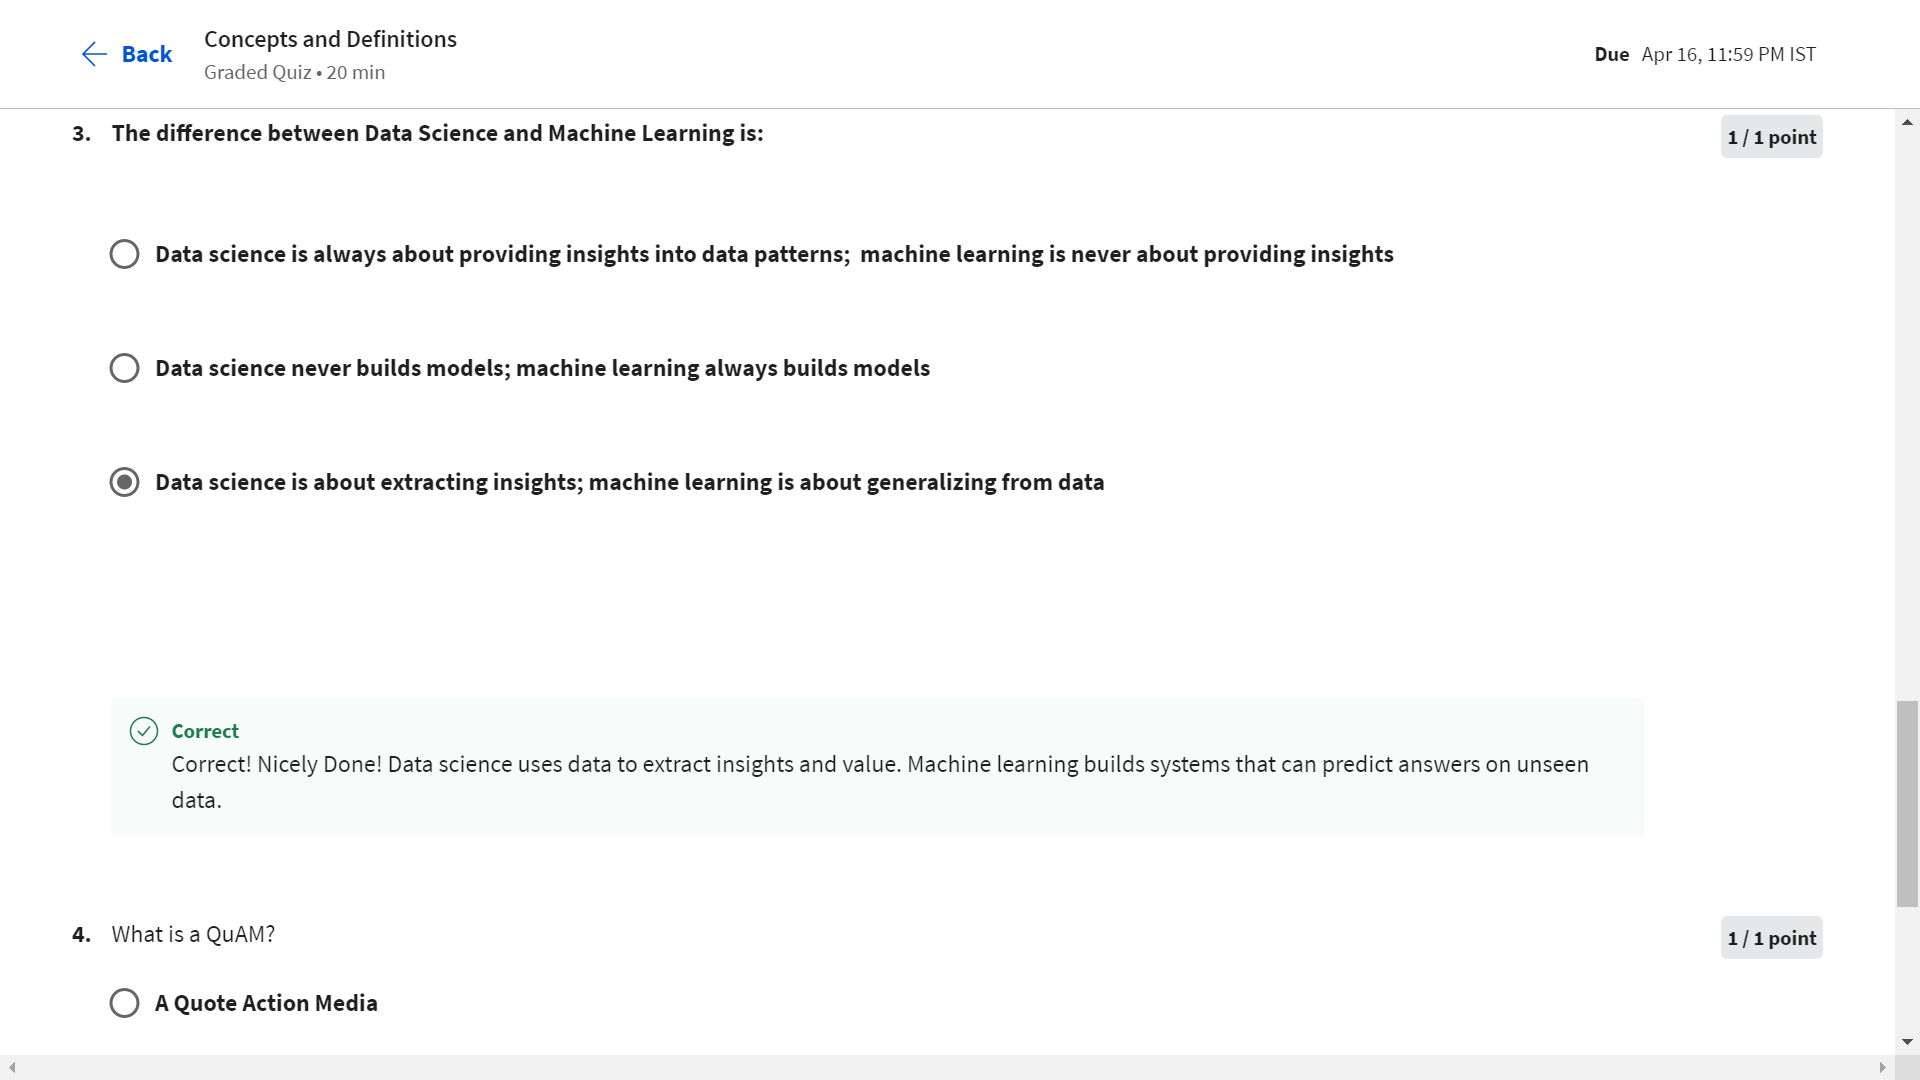 Back
Concepts and Definitions
Graded Quiz • 20 min
Due Apr 16, 11:59 PM IST
3. The difference between Data Science and Machine Learning is:
1 / 1 point
Data science is always about providing insights into data patterns; machine learning is never about providing insights
Data science never builds models; machine learning always builds models
Data science is about extracting insights; machine learning is about generalizing from data
Correct
Correct! Nicely Done! Data science uses data to extract insights and value. Machine learning builds systems that can predict answers on unseen
data.
4. What is a QuAM?
1 / 1 point
A Quote Action Media